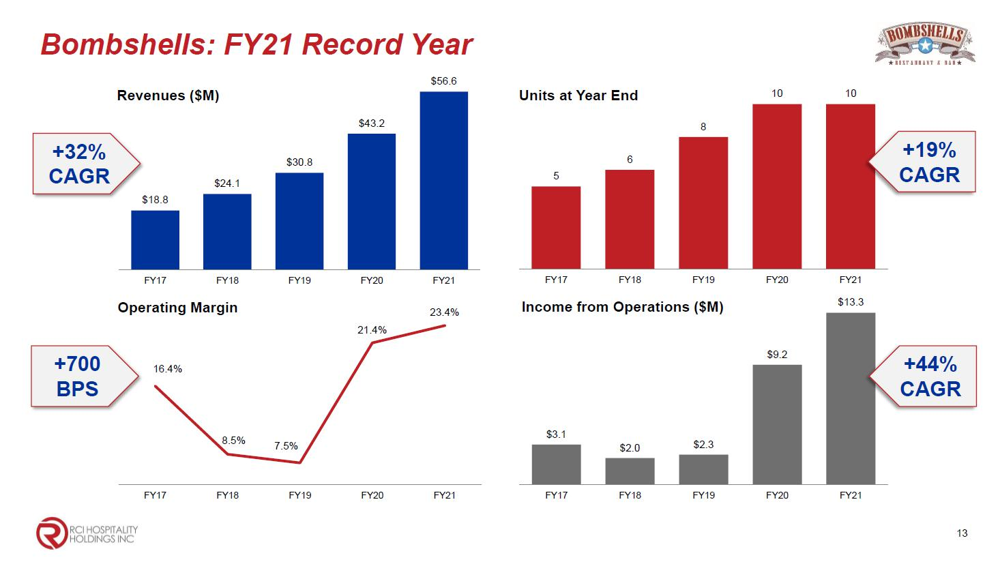 Bombshells: FY21 Record Year
BOMBSHELLS
★RESTAURANT & BAR★
Revenues ($M)
+32%
CAGR
$18.8
$24.1
$30.8
$43.2
$56.6
FY17 FY18 FY19 FY20 FY21
Units at Year End
5
6
8
10
10
+19%
CAGR
FY17 FY18 FY19 FY20 FY21
Operating Margin
+700
BPS
16.4%
8.5%
7.5%
21.4%
23.4%
FY17 FY18 FY19 FY20 FY21
Income from Operations ($M)
$3.1
$2.0
$2.3
$9.2
$13.3
+44%
CAGR
FY17 FY18 FY19 FY20 FY21
R
RCI HOSPITALITY
HOLDINGS INC
13